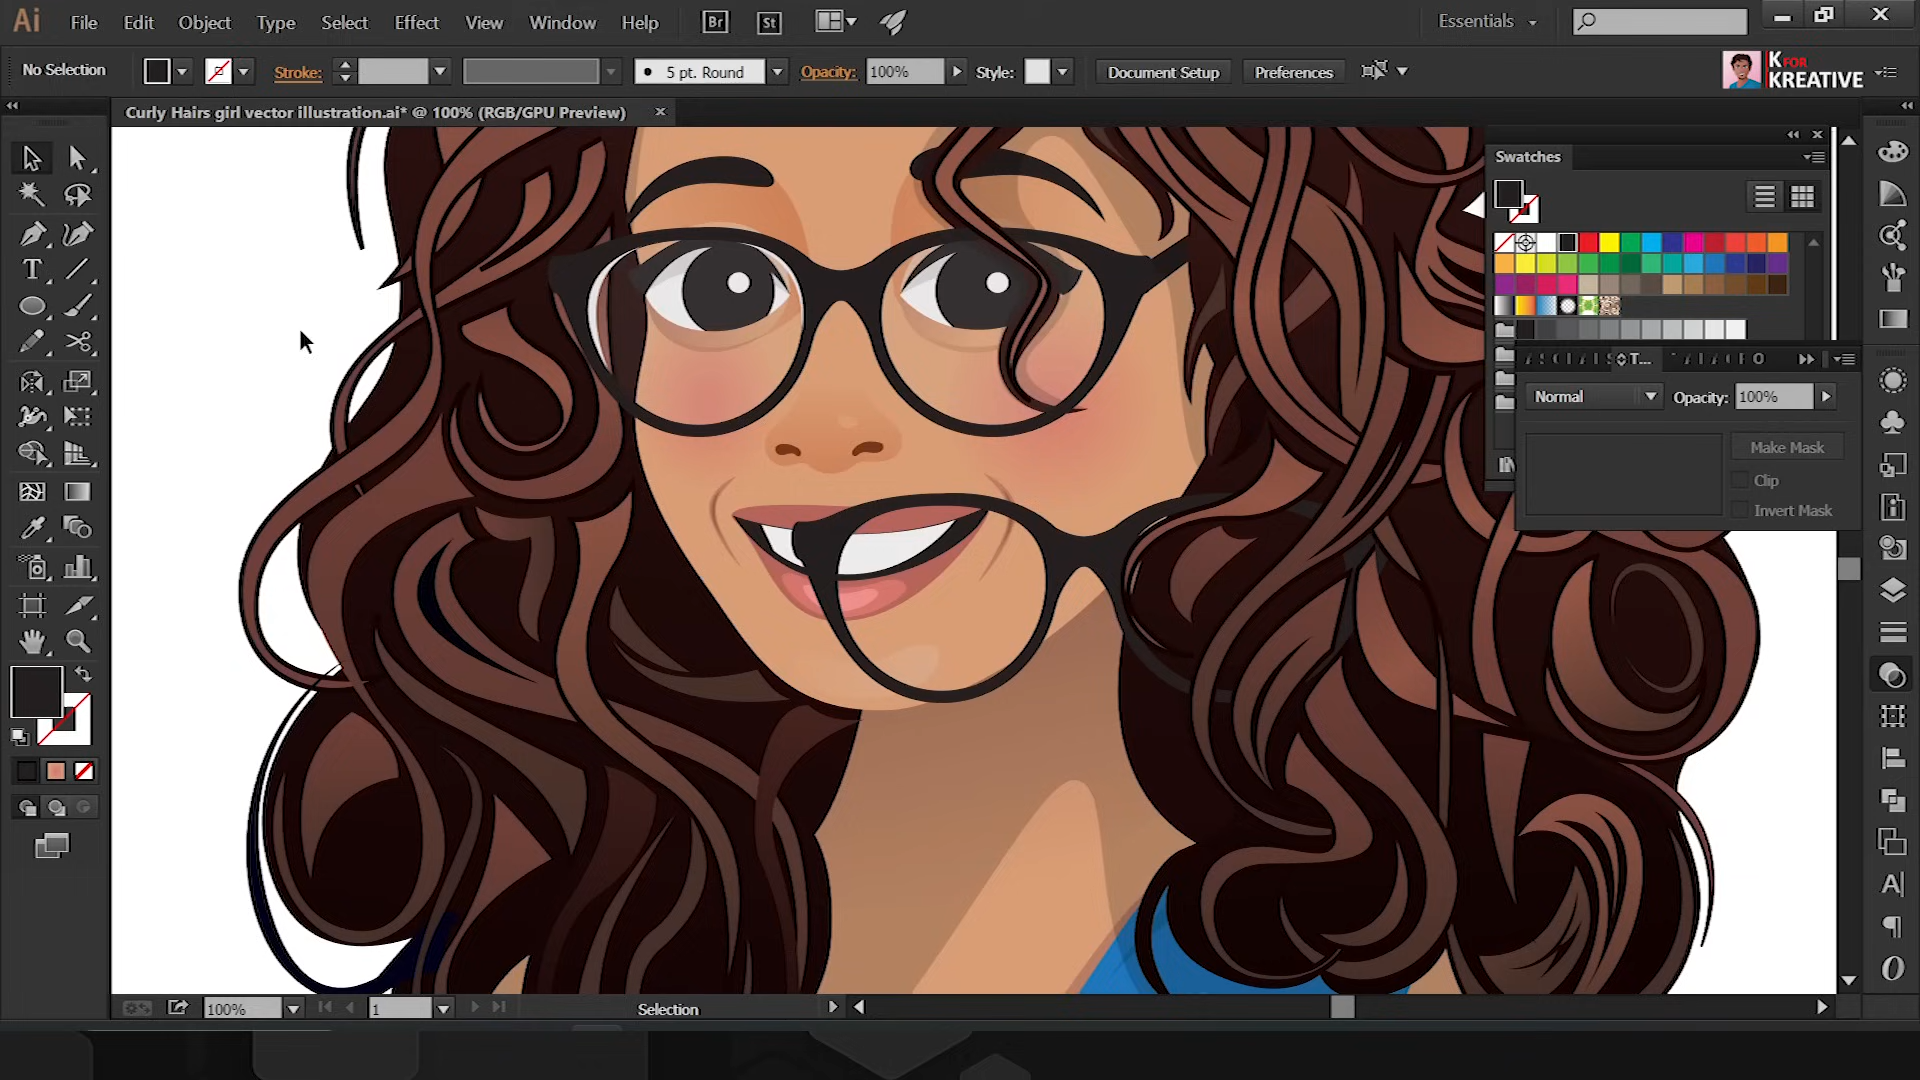 Ai File Edit Object Type Select Effect View Window Help Br St Essentials
No Selection Stroke: 5 pt. Round Opacity: 100% Style: Document Setup Preferences K FOR KREATIVE
Curly Hairs girl vector illustration.ai* @ 100% (RGB/GPU Preview)
Swatches
Normal Opacity: 100%
Make Mask
Clip
Invert Mask
100% 1 Selection